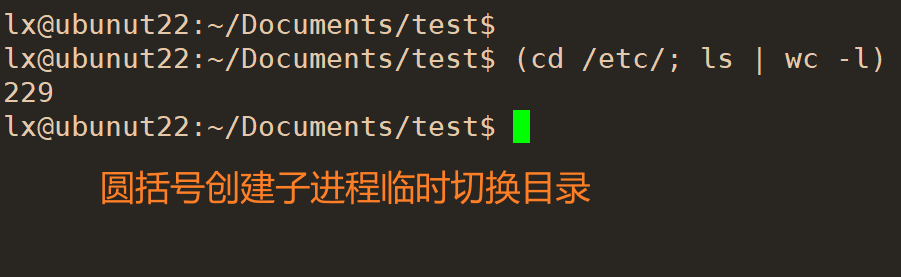 lx@ubunut22:~/Documents/test$
lx@ubunut22:~/Documents/test$ (cd /etc/; ls | wc -l)
229
lx@ubunut22:~/Documents/test$
圆括号创建子进程临时切换目录